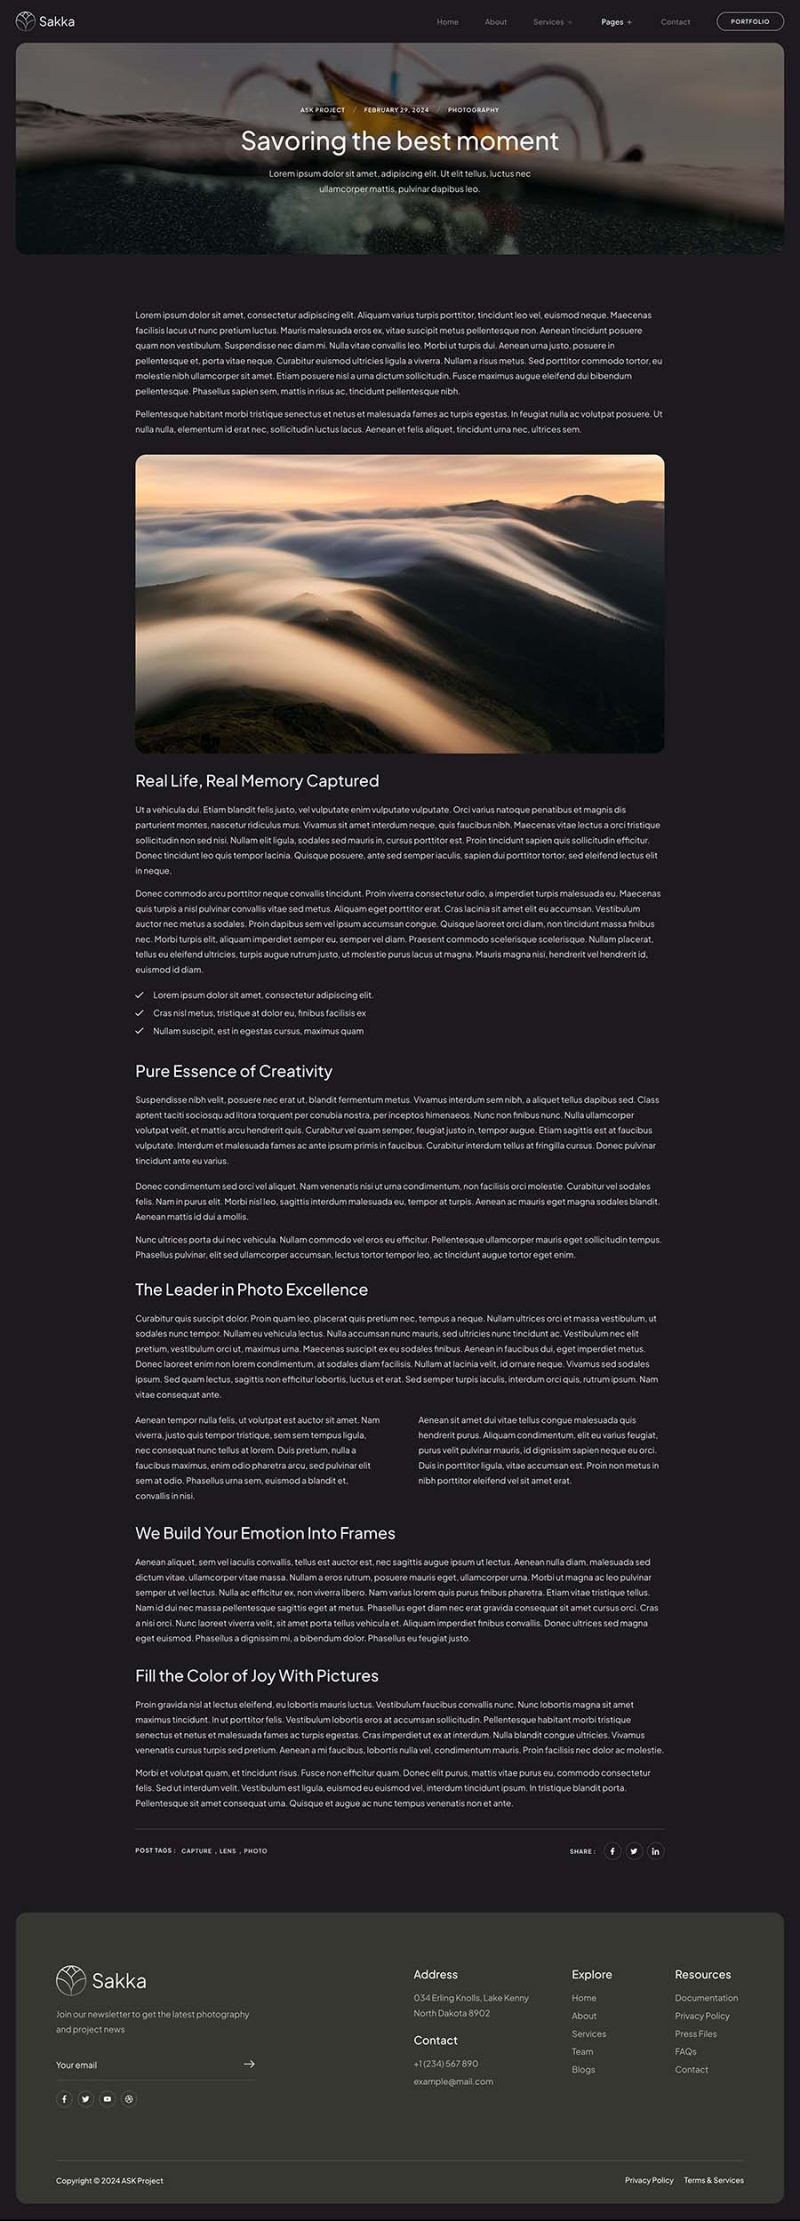 Sakka
Home About Services + Pages + Contact PORTFOLIO
ASK PROJECT / FEBRUARY 29, 2024 / PHOTOGRAPHY
Savoring the best moment
Lorem ipsum dolor sit amet, adipiscing elit. Ut elit tellus, luctus nec
ullamcorper mattis, pulvinar dapibus leo.
Lorem ipsum dolor sit amet, consectetur adipiscing elit. Aliquam varius turpis porttitor, tincidunt leo vel, euismod neque. Maecenas
facilisis lacus ut nunc pretium luctus. Mauris malesuada eros ex, vitae suscipit metus pellentesque non. Aenean tincidunt posuere
quam non vestibulum. Suspendisse nec diam mi. Nulla vitae convallis leo. Morbi ut turpis dui. Aenean urna justo, posuere in
pellentesque et, porta vitae neque. Curabitur euismod ultricies ligula a viverra. Nullam a risus metus. Sed porttitor commodo tortor, eu
molestie nibh ullamcorper sit amet. Etiam posuere nisl a urna dictum sollicitudin. Fusce maximus augue eleifend dui bibendum
pellentesque. Phasellus sapien sem, mattis in risus ac, tincidunt pellentesque nibh.
Pellentesque habitant morbi tristique senectus et netus et malesuada fames ac turpis egestas. In feugiat nulla ac volutpat posuere. Ut
nulla nulla, elementum id erat nec, sollicitudin luctus lacus. Aenean et felis aliquet, tincidunt urna nec, ultrices sem.
Real Life, Real Memory Captured
Ut a vehicula dui. Etiam blandit felis justo, vel vulputate enim vulputate vulputate. Orci varius natoque penatibus et magnis dis
parturient montes, nascetur ridiculus mus. Vivamus sit amet interdum neque, quis faucibus nibh. Maecenas vitae lectus a orci tristique
sollicitudin non sed nisi. Nullam elit ligula, sodales sed mauris in, cursus porttitor est. Proin tincidunt sapien quis sollicitudin efficitur.
Donec tincidunt leo quis tempor lacinia. Quisque posuere, ante sed semper iaculis, sapien dui porttitor tortor, sed eleifend lectus elit
in neque.
Donec commodo arcu porttitor neque convallis tincidunt. Proin viverra consectetur odio, a imperdiet turpis malesuada eu. Maecenas
quis turpis a nisl pulvinar convallis vitae sed metus. Aliquam eget porttitor erat. Cras lacinia sit amet elit eu accumsan. Vestibulum
auctor nec metus a sodales. Proin dapibus sem vel ipsum accumsan congue. Quisque laoreet orci diam, non tincidunt massa finibus
nec. Morbi turpis elit, aliquam imperdiet semper eu, semper vel diam. Praesent commodo scelerisque scelerisque. Nullam placerat,
tellus eu eleifend ultricies, turpis augue rutrum justo, ut molestie purus lacus ut magna. Mauris magna nisi, hendrerit vel hendrerit id,
euismod id diam.
Lorem ipsum dolor sit amet, consectetur adipiscing elit.
Cras nisl metus, tristique at dolor eu, finibus facilisis ex
Nullam suscipit, est in egestas cursus, maximus quam
Pure Essence of Creativity
Suspendisse nibh velit, posuere nec erat ut, blandit fermentum metus. Vivamus interdum sem nibh, a aliquet tellus dapibus sed. Class
aptent taciti sociosqu ad litora torquent per conubia nostra, per inceptos himenaeos. Nunc non finibus nunc. Nulla ullamcorper
volutpat velit, et mattis arcu hendrerit quis. Curabitur vel quam semper, feugiat justo in, tempor augue. Etiam sagittis est at faucibus
vulputate. Interdum et malesuada fames ac ante ipsum primis in faucibus. Curabitur interdum tellus at fringilla cursus. Donec pulvinar
tincidunt ante eu varius.
Donec condimentum sed orci vel aliquet. Nam venenatis nisi ut urna condimentum, non facilisis orci molestie. Curabitur vel sodales
felis. Nam in purus elit. Morbi nisl leo, sagittis interdum malesuada eu, tempor at turpis. Aenean ac mauris eget magna sodales blandit.
Aenean mattis id dui a mollis.
Nunc ultrices porta dui nec vehicula. Nullam commodo vel eros eu efficitur. Pellentesque ullamcorper mauris eget sollicitudin tempus.
Phasellus pulvinar, elit sed ullamcorper accumsan, lectus tortor tempor leo, ac tincidunt augue tortor eget enim.
The Leader in Photo Excellence
Curabitur quis suscipit dolor. Proin quam leo, placerat quis pretium nec, tempus a neque. Nullam ultrices orci et massa vestibulum, ut
sodales nunc tempor. Nullam eu vehicula lectus. Nulla accumsan nunc mauris, sed ultricies nunc tincidunt ac. Vestibulum nec elit
pretium, vestibulum orci ut, maximus urna. Maecenas suscipit ex eu sodales finibus. Aenean in faucibus dui, eget imperdiet metus.
Donec laoreet enim non lorem condimentum, at sodales diam facilisis. Nullam at lacinia velit, id ornare neque. Vivamus sed sodales
ipsum. Sed quam lectus, sagittis non efficitur lobortis, luctus et erat. Sed semper turpis iaculis, interdum orci quis, rutrum ipsum. Nam
vitae consequat ante.
Aenean tempor nulla felis, ut volutpat est auctor sit amet. Nam
viverra, justo quis tempor tristique, sem sem tempus ligula,
nec consequat nunc tellus at lorem. Duis pretium, nulla a
faucibus maximus, enim odio pharetra arcu, sed pulvinar elit
sem at odio. Phasellus urna sem, euismod a blandit et,
convallis in nisi.
Aenean sit amet dui vitae tellus congue malesuada quis
hendrerit purus. Aliquam condimentum, elit eu varius feugiat,
purus velit pulvinar mauris, id dignissim sapien neque eu orci.
Duis in porttitor ligula, vitae accumsan est. Proin non metus in
nibh porttitor eleifend vel sit amet erat.
We Build Your Emotion Into Frames
Aenean aliquet, sem vel iaculis convallis, tellus est auctor est, nec sagittis augue ipsum ut lectus. Aenean nulla diam, malesuada sed
dictum vitae, ullamcorper vitae massa. Nullam a eros rutrum, posuere mauris eget, ullamcorper urna. Morbi ut magna ac leo pulvinar
semper ut vel lectus. Nulla ac efficitur ex, non viverra libero. Nam varius lorem quis purus finibus pharetra. Etiam vitae tristique tellus.
Nam id dui nec massa pellentesque sagittis eget at metus. Phasellus eget diam nec erat gravida consequat sit amet cursus orci. Cras
a nisi orci. Nunc laoreet viverra velit, sit amet porta tellus vehicula et. Aliquam imperdiet finibus convallis. Donec ultrices sed magna
eget euismod. Phasellus a dignissim mi, a bibendum dolor. Phasellus eu feugiat justo.
Fill the Color of Joy With Pictures
Proin gravida nisl at lectus eleifend, eu lobortis mauris luctus. Vestibulum faucibus convallis nunc. Nunc lobortis magna sit amet
maximus tincidunt. In ut porttitor felis. Vestibulum lobortis eros at accumsan sollicitudin. Pellentesque habitant morbi tristique
senectus et netus et malesuada fames ac turpis egestas. Cras imperdiet ut ex at interdum. Nulla blandit congue ultricies. Vivamus
venenatis cursus turpis sed pretium. Aenean a mi faucibus, lobortis nulla vel, condimentum mauris. Proin facilisis nec dolor ac molestie.
Morbi et volutpat quam, et tincidunt risus. Fusce non efficitur quam. Donec elit purus, mattis vitae purus eu, commodo consectetur
felis. Sed ut interdum velit. Vestibulum est ligula, euismod eu euismod vel, interdum tincidunt ipsum. In tristique blandit porta.
Pellentesque sit amet consequat urna. Quisque et augue ac nunc tempus venenatis non et ante.
POST TAGS : CAPTURE , LENS , PHOTO
SHARE :
Sakka
Join our newsletter to get the latest photography
and project news
Your email
Address
034 Erling Knolls, Lake Kenny
North Dakota 8902
Contact
+1 (234) 567 890
example@mail.com
Explore
Home
About
Services
Team
Blogs
Resources
Documentation
Privacy Policy
Press Files
FAQs
Contact
Copyright © 2024 ASK Project
Privacy Policy Terms & Services